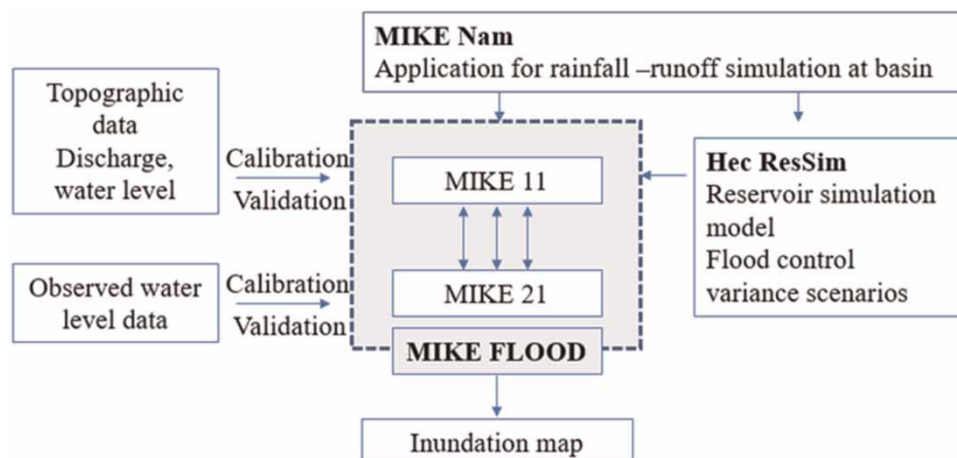 MIKE Nam
Application for rainfall –runoff simulation at basin
Topographic
data
Discharge,
water level
Calibration
Validation
MIKE 11
Hec ResSim
Reservoir simulation
model
Flood control
variance scenarios
Observed water
level data
Calibration
Validation
MIKE 21
MIKE FLOOD
Inundation map